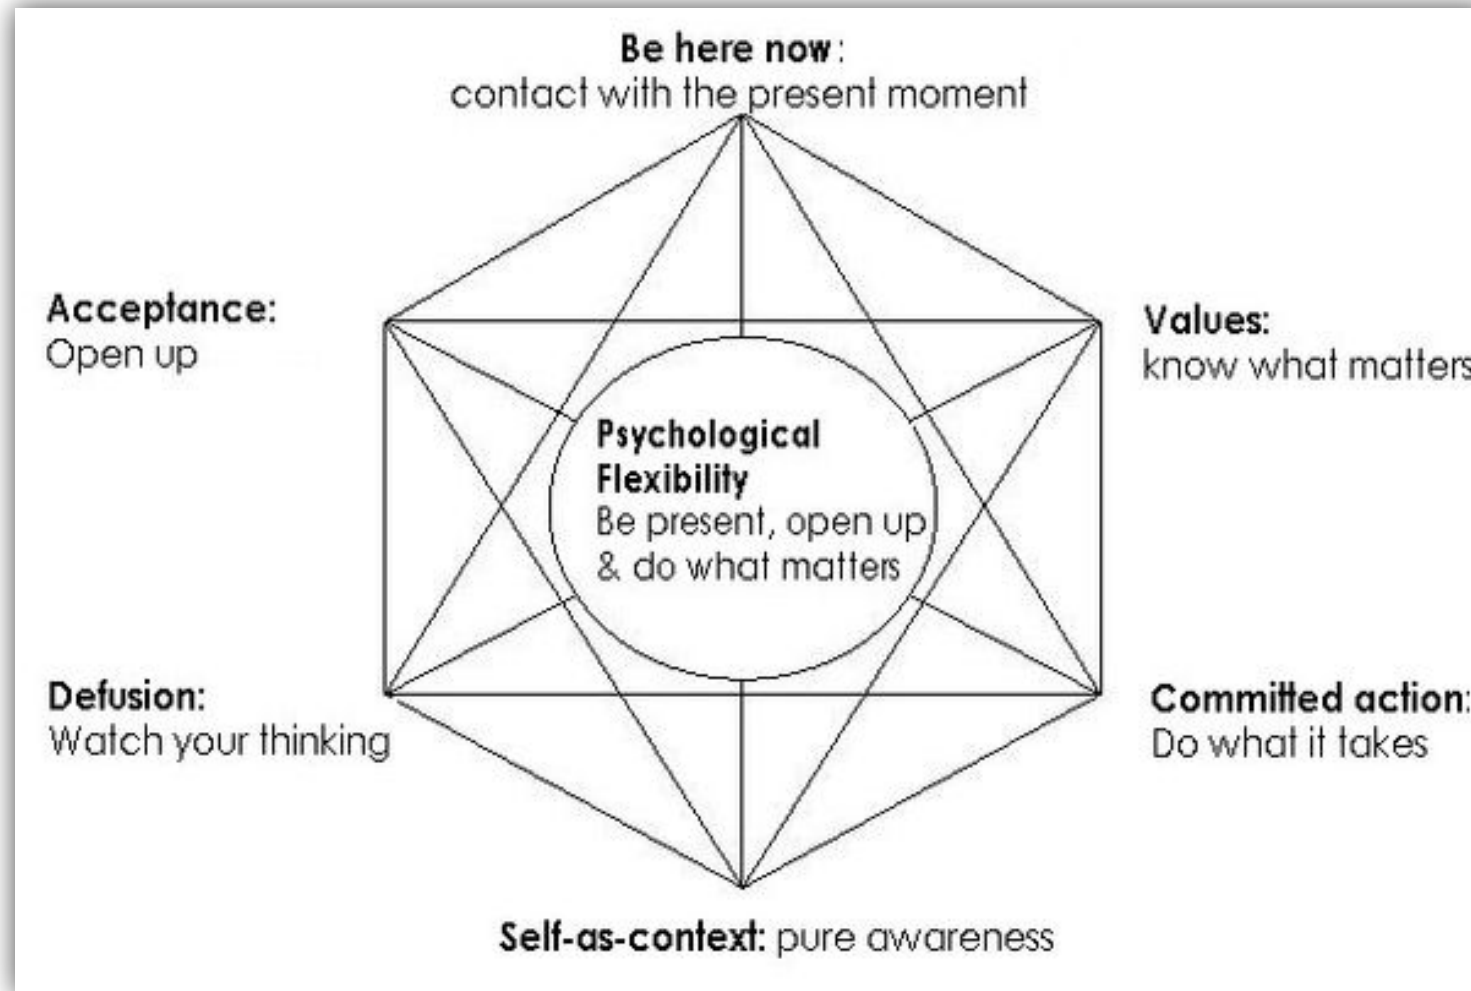 Be here now:
contact with the present moment
Acceptance:
Open up
Values:
know what matters
Psychological
Flexibility
Be present, open up
& do what matters
Defusion:
Watch your thinking
Committed action:
Do what it takes
Self-as-context: pure awareness